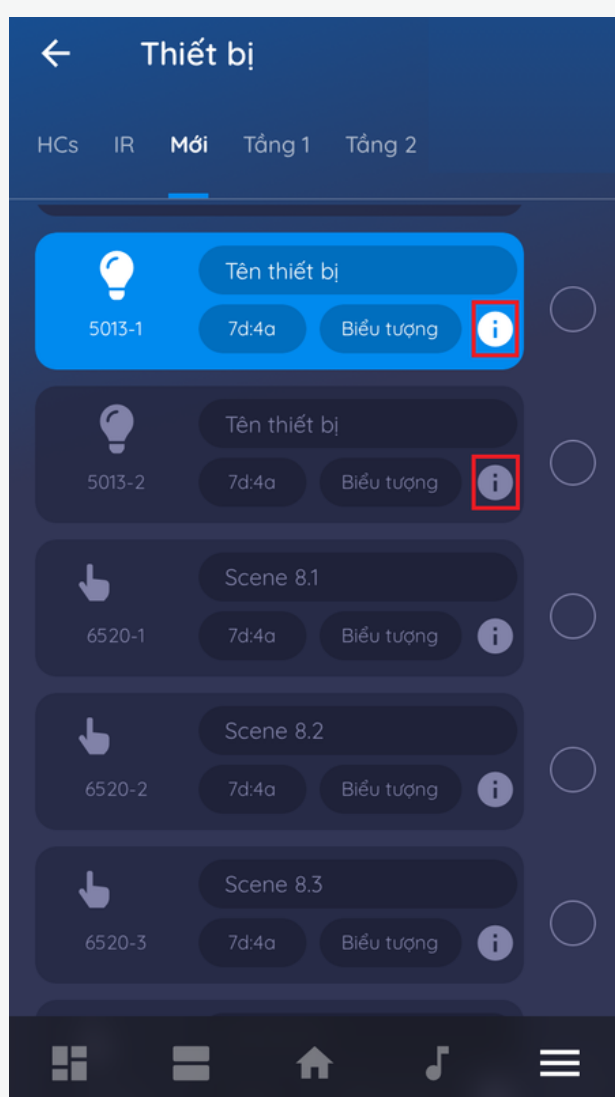 Thiết bị
HCs IR Mới Tầng 1 Tầng 2
Tên thiết bị
5013-1 7d:4a Biểu tượng
Tên thiết bị
5013-2 7d:4a Biểu tượng
Scene 8.1
6520-1 7d:4a Biểu tượng
Scene 8.2
6520-2 7d:4a Biểu tượng
Scene 8.3
6520-3 7d:4a Biểu tượng